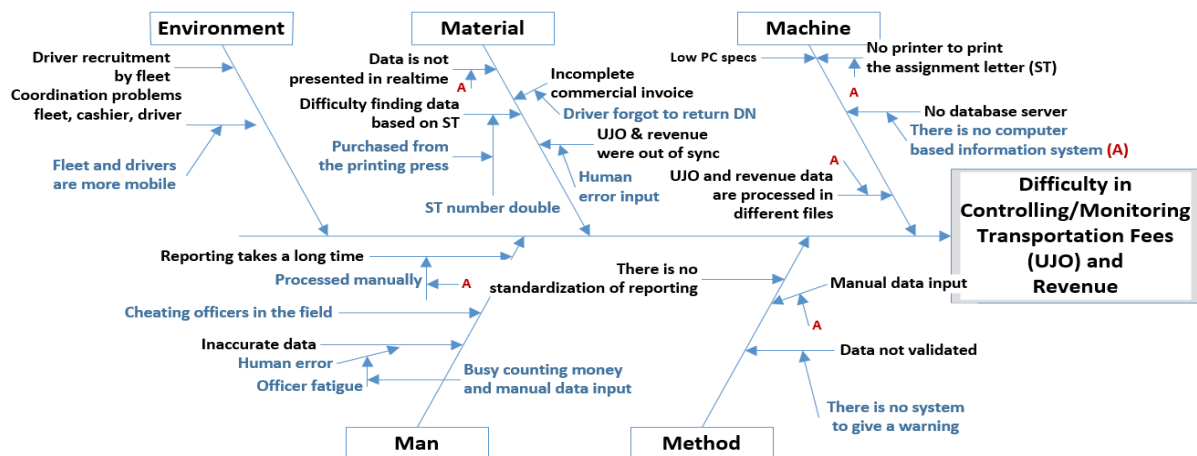 Environment
Material
Machine
Driver recruitment
by fleet
Coordination problems
fleet, cashier, driver
Fleet and drivers
are more mobile
Data is not
presented in realtime
A
Difficulty finding data
based on ST
Purchased from
the printing press
ST number double
Incomplete
commercial invoice
Driver forgot to return DN
UJO & revenue
were out of sync
Human
error input
Low PC specs
No printer to print
the assignment letter (ST)
A
No database server
There is no computer
based information system (A)
A
UJO and revenue data
are processed in
different files
Difficulty in
Controlling/Monitoring
Transportation Fees
(UJO) and
Revenue
Reporting takes a long time
Processed manually
A
Cheating officers in the field
Inaccurate data
Human error
Officer fatigue
Busy counting money
and manual data input
There is no
standardization of reporting
Manual data input
A
Data not validated
There is no system
to give a warning
Man
Method